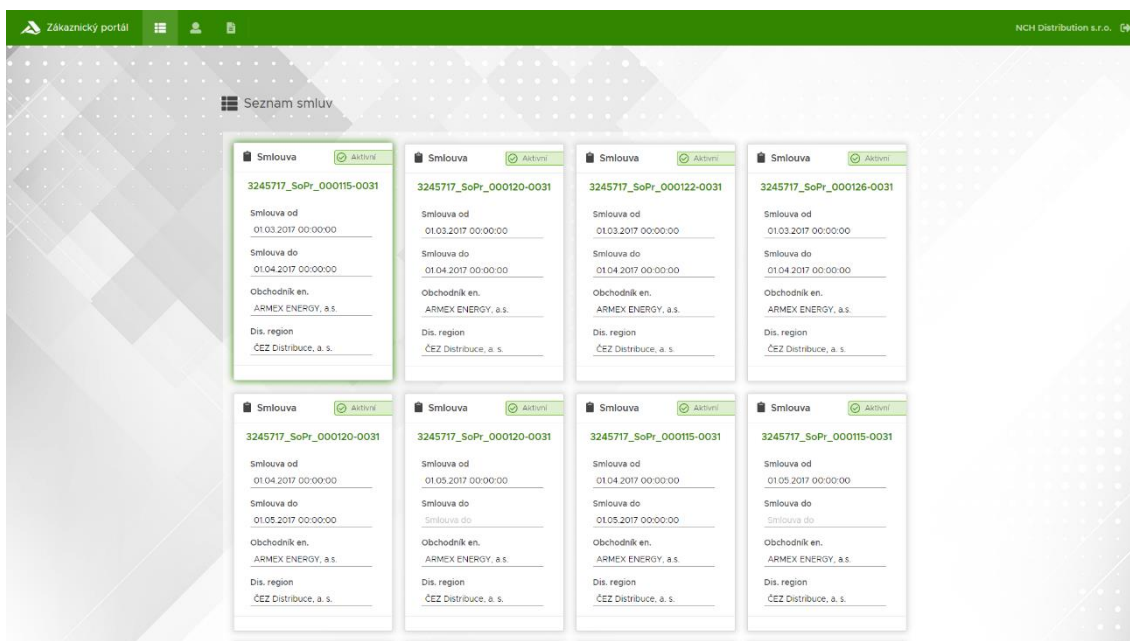 Zákaznický portál
NCH Distribution s.r.o.
Seznam smluv
Smlouva
Aktivní
3245717_SoPr_000115-0031
Smlouva od
01.03.2017 00:00:00
Smlouva do
01.04.2017 00:00:00
Obchodník en.
ARMEX ENERGY, a.s.
Dis. region
ČEZ Distribuce, a. s.
Smlouva
Aktivní
3245717_SoPr_000120-0031
Smlouva od
01.03.2017 00:00:00
Smlouva do
01.04.2017 00:00:00
Obchodník en.
ARMEX ENERGY, a.s.
Dis. region
ČEZ Distribuce, a. s.
Smlouva
Aktivní
3245717_SoPr_000122-0031
Smlouva od
01.03.2017 00:00:00
Smlouva do
01.04.2017 00:00:00
Obchodník en.
ARMEX ENERGY, a.s.
Dis. region
ČEZ Distribuce, a. s.
Smlouva
Aktivní
3245717_SoPr_000126-0031
Smlouva od
01.03.2017 00:00:00
Smlouva do
01.04.2017 00:00:00
Obchodník en.
ARMEX ENERGY, a.s.
Dis. region
ČEZ Distribuce, a. s.
Smlouva
Aktivní
3245717_SoPr_000120-0031
Smlouva od
01.04.2017 00:00:00
Smlouva do
01.05.2017 00:00:00
Obchodník en.
ARMEX ENERGY, a.s.
Dis. region
ČEZ Distribuce, a. s.
Smlouva
Aktivní
3245717_SoPr_000120-0031
Smlouva od
01.05.2017 00:00:00
Smlouva do
Smlouva do
Obchodník en.
ARMEX ENERGY, a.s.
Dis. region
ČEZ Distribuce, a. s.
Smlouva
Aktivní
3245717_SoPr_000115-0031
Smlouva od
01.04.2017 00:00:00
Smlouva do
01.05.2017 00:00:00
Obchodník en.
ARMEX ENERGY, a.s.
Dis. region
ČEZ Distribuce, a. s.
Smlouva
Aktivní
3245717_SoPr_000115-0031
Smlouva od
01.05.2017 00:00:00
Smlouva do
Smlouva do
Obchodník en.
ARMEX ENERGY, a.s.
Dis. region
ČEZ Distribuce, a. s.